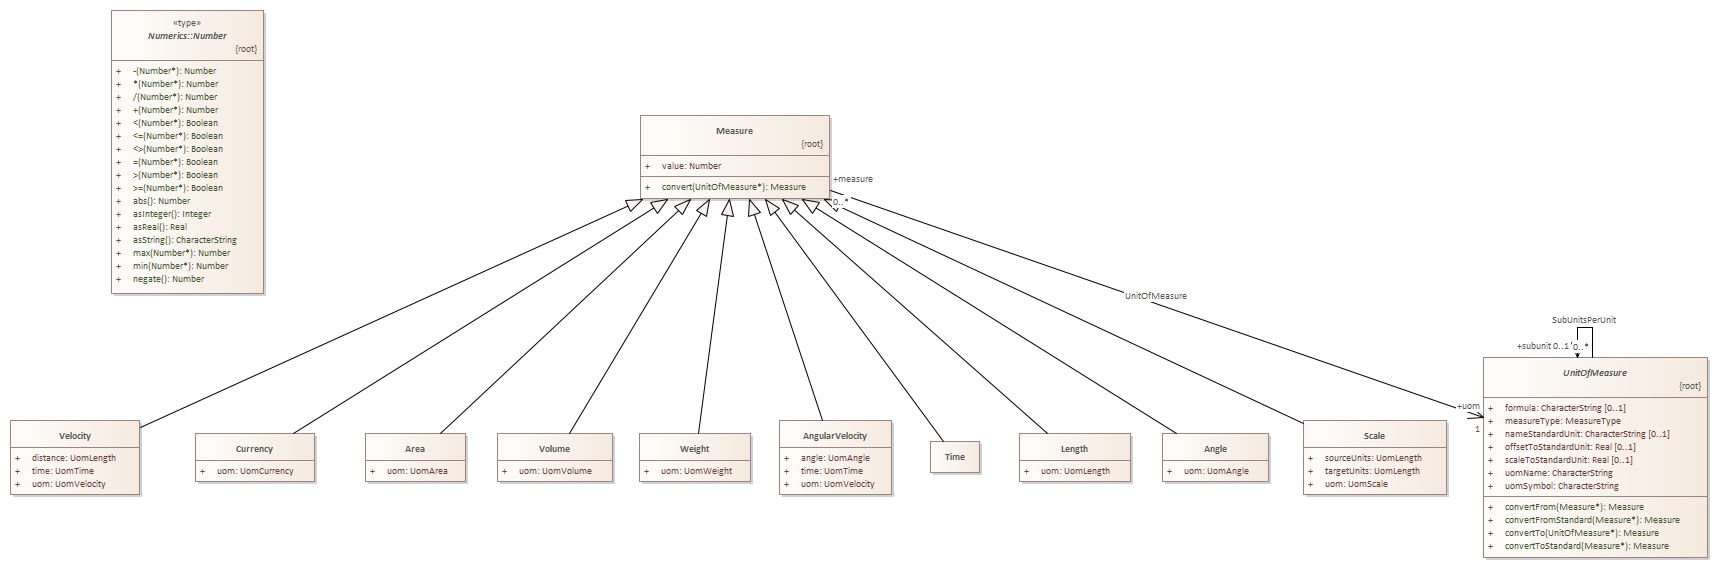 «type»
Numerics::Number
{root}
+ -(Number*): Number
+ *(Number*): Number
+ /(Number*): Number
+ +(Number*): Number
+ <(Number*): Boolean
+ <=(Number*): Boolean
+ <>(Number*): Boolean
+ =(Number*): Boolean
+ >(Number*): Boolean
+ >=(Number*): Boolean
+ abs(): Number
+ asInteger(): Integer
+ asReal(): Real
+ asString(): CharacterString
+ max(Number*): Number
+ min(Number*): Number
+ negate(): Number
Measure
{root}
+ value: Number
+ convert(UnitOfMeasure*): Measure
+measure
0..*
UnitOfMeasure
SubUnitsPerUnit
+subunit 0..1
0..*
+uom
1
UnitOfMeasure
{root}
+ formula: CharacterString [0..1]
+ measureType: MeasureType
+ nameStandardUnit: CharacterString [0..1]
+ offsetToStandardUnit: Real [0..1]
+ scaleToStandardUnit: Real [0..1]
+ uomName: CharacterString
+ uomSymbol: CharacterString
+ convertFrom(Measure*): Measure
+ convertFromStandard(Measure*): Measure
+ convertTo(UnitOfMeasure*): Measure
+ convertToStandard(Measure*): Measure
Velocity
+ distance: UomLength
+ time: UomTime
+ uom: UomVelocity
Currency
+ uom: UomCurrency
Area
+ uom: UomArea
Volume
+ uom: UomVolume
Weight
+ uom: UomWeight
AngularVelocity
+ angle: UomAngle
+ time: UomTime
+ uom: UomVelocity
Time
Length
+ uom: UomLength
Angle
+ uom: UomAngle
Scale
+ sourceUnits: UomLength
+ targetUnits: UomLength
+ uom: UomScale